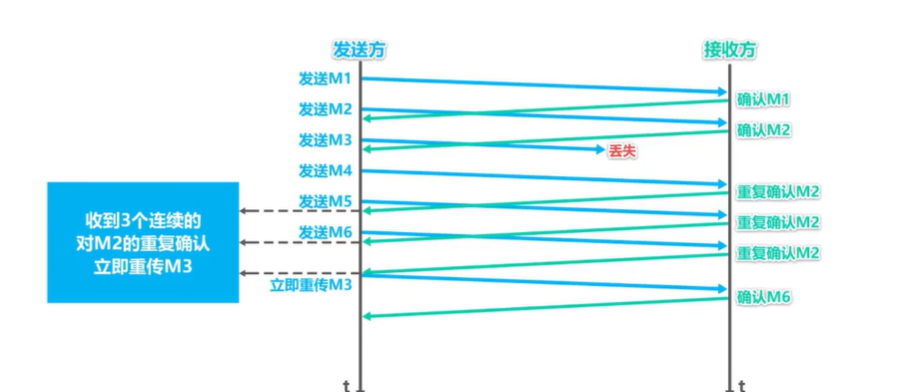 发送方
接收方
发送M1
确认M1
发送M2
确认M2
发送M3
丢失
发送M4
重复确认M2
发送M5
重复确认M2
发送M6
重复确认M2
收到3个连续的
对M2的重复确认
立即重传M3
立即重传M3
确认M6
t
t